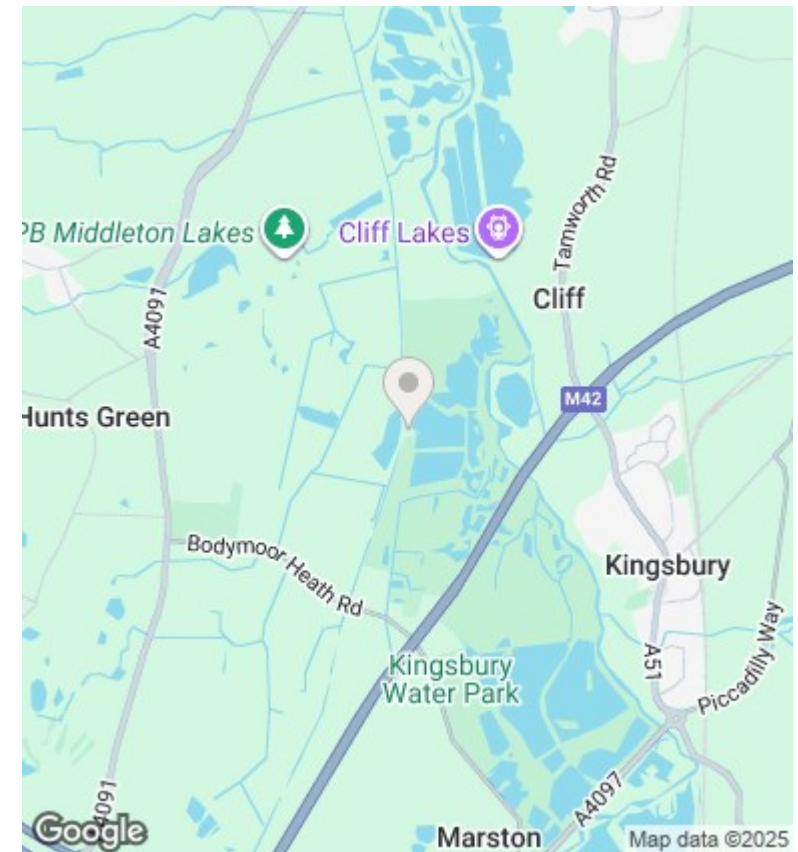 PB Middleton Lakes
Cliff Lakes
Tamworth Rd
Cliff
A4091
M42
Hunts Green
Bodymoor Heath Rd
Kingsbury
Kingsbury
Water Park
A51
Piccadilly Way
A4091
A4097
Marston
Google
Map data ©2025